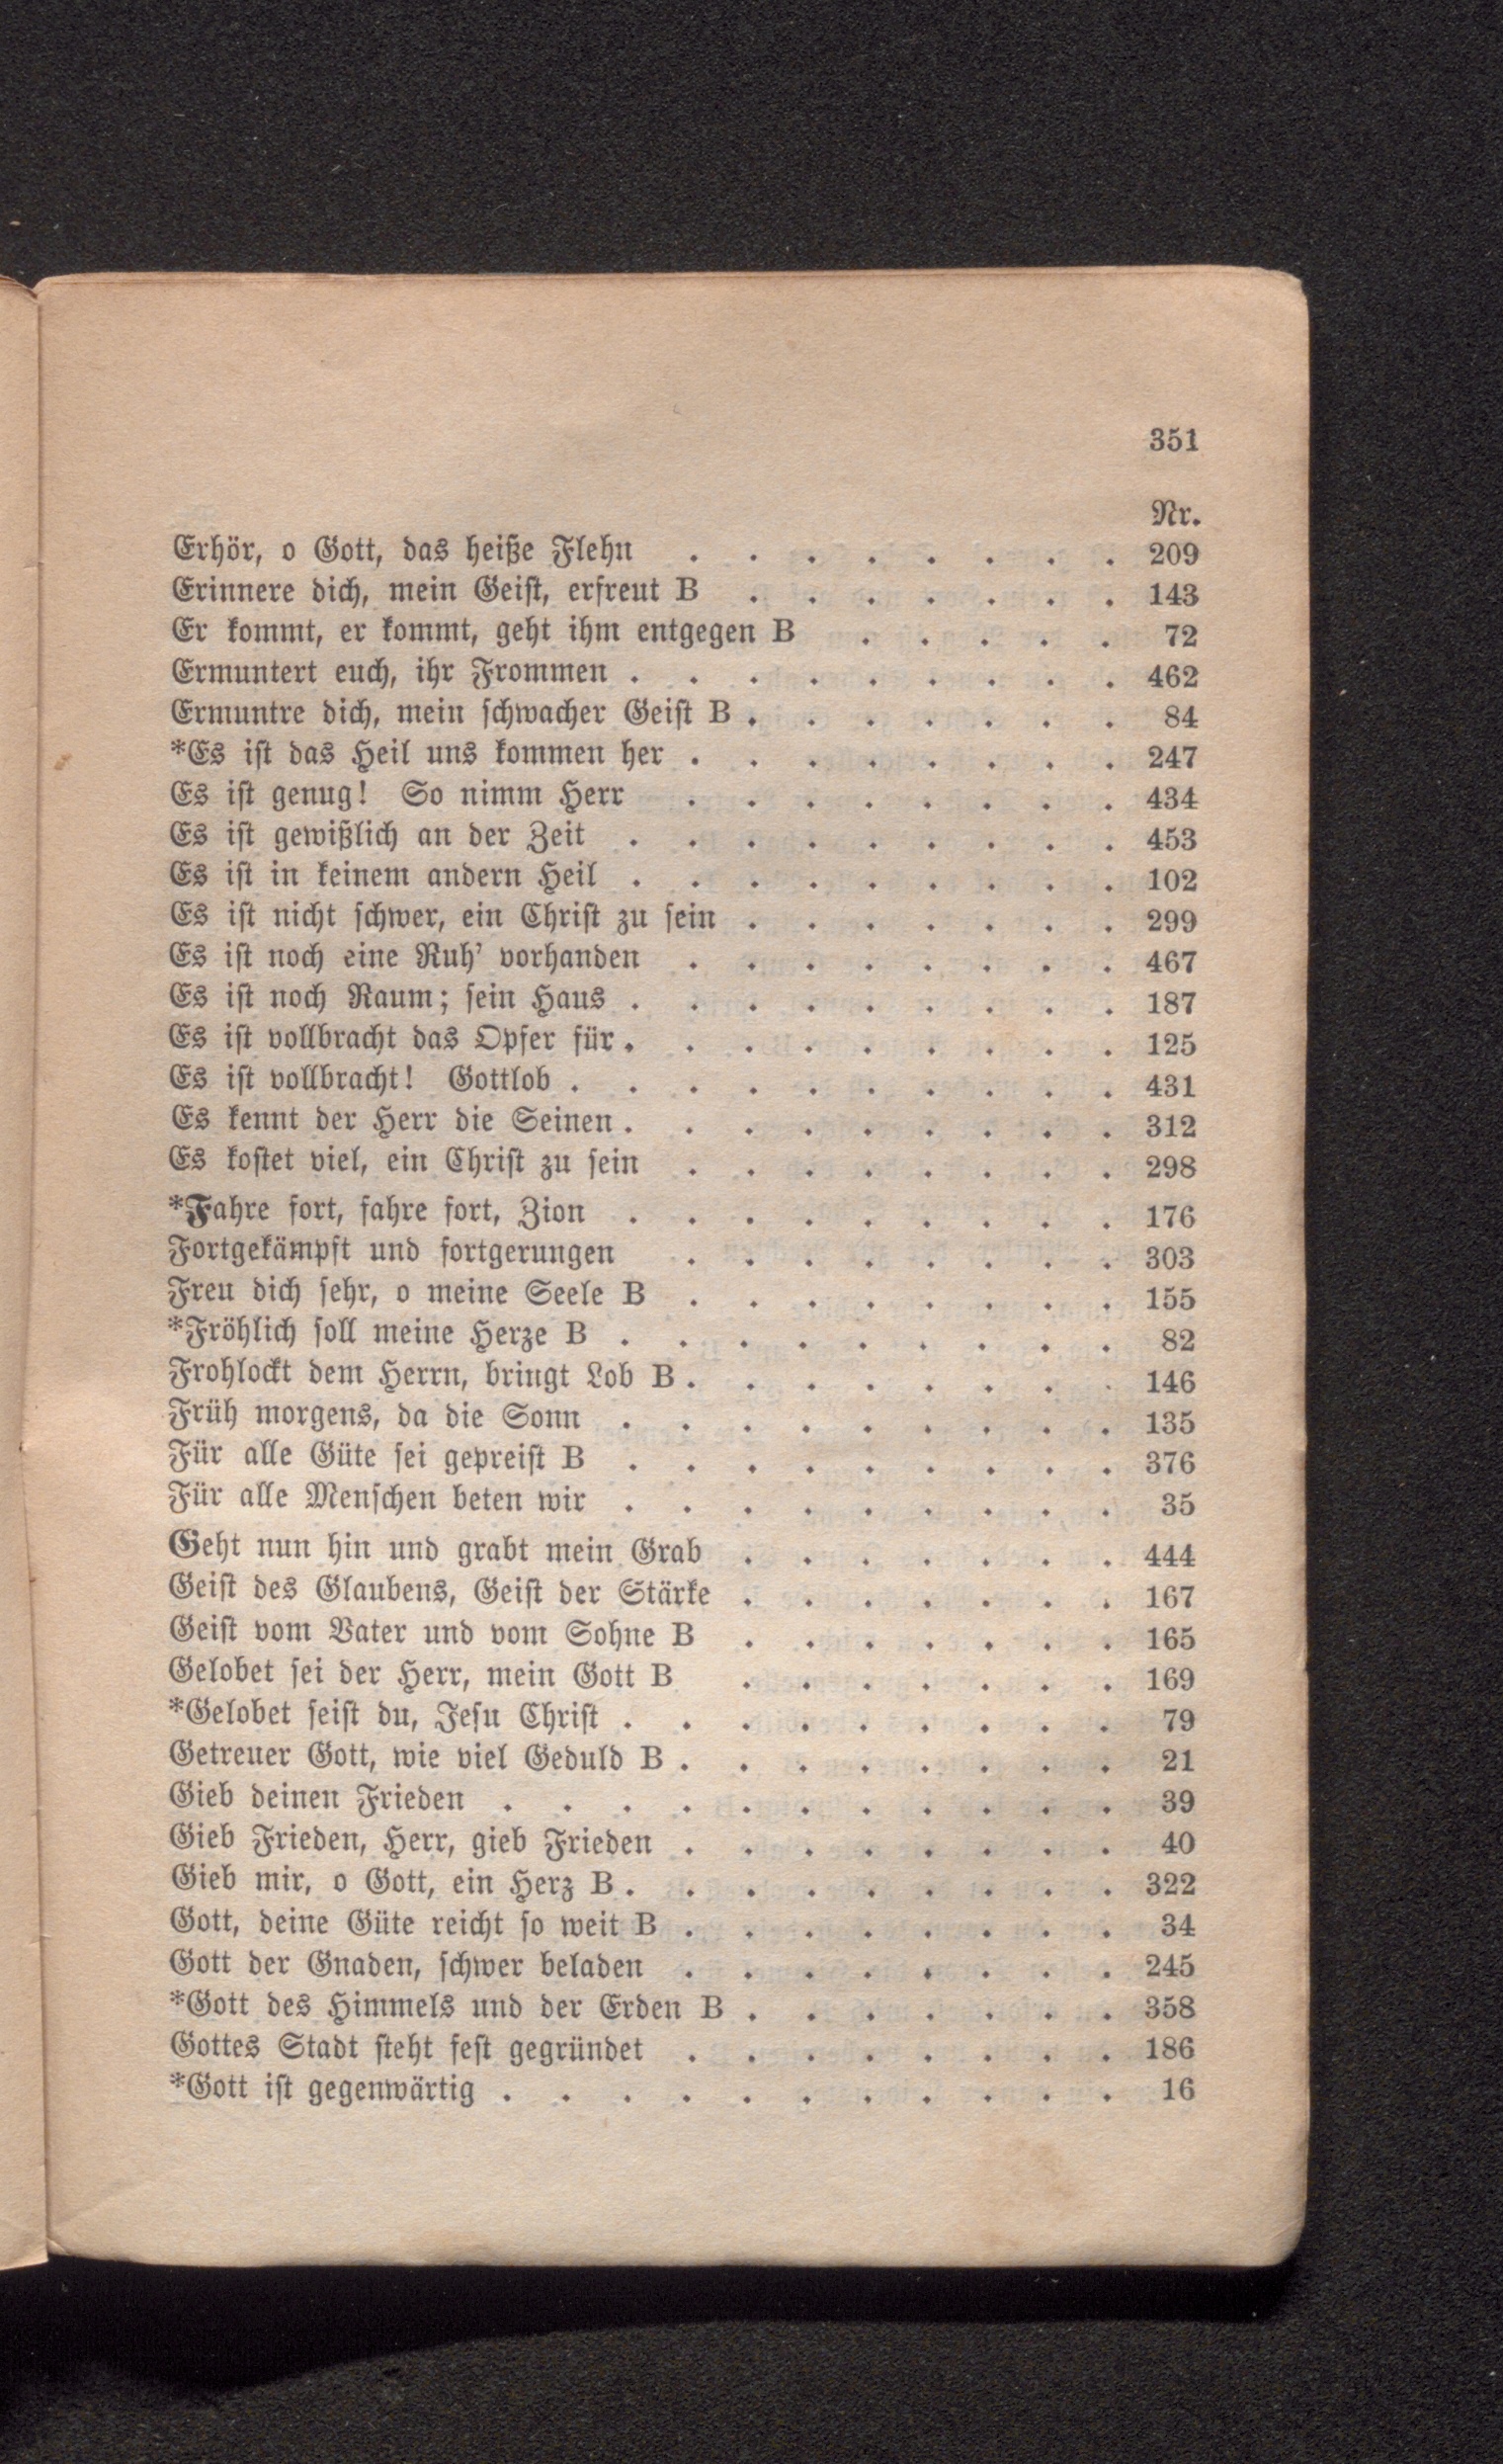 351
Nr.
Erhör, o Gott, das heiße Flehn . . . . . . . . 209
Erinnere dich, mein Geist, erfreut B . . . . . . . 143
Er kommt, er kommt, geht ihm entgegen B . . . . . 72
Ermuntert euch, ihr Frommen . . . . . . . . . 462
Ermuntre dich, mein schwacher Geist B . . . . . . . 84
*Es ist das Heil uns kommen her . . . . . . . . 247
Es ist genug! So nimm Herr . . . . . . . . 434
Es ist gewißlich an der Zeit . . . . . . . . . 453
Es ist in keinem andern Heil . . . . . . . . . 102
Es ist nicht schwer, ein Christ zu sein . . . . . . . 299
Es ist noch eine Ruh' vorhanden . . . . . . . . 467
Es ist noch Raum; sein Haus . . . . . . . . . 187
Es ist vollbracht das Opfer für . . . . . . . . . 125
Es ist vollbracht! Gottlob . . . . . . . . . . 431
Es kennt der Herr die Seinen . . . . . . . . . 312
Es kostet viel, ein Christ zu sein . . . . . . . . 298
*Fahre fort, fahre fort, Zion . . . . . . . . . 176
Fortgekämpft und fortgerungen . . . . . . . . 303
Freu dich sehr, o meine Seele B . . . . . . . . 155
*Fröhlich soll meine Herze B . . . . . . . . . 82
Frohlockt dem Herrn, bringt Lob B . . . . . . . . 146
Früh morgens, da die Sonn . . . . . . . . . 135
Für alle Güte sei gepreist B . . . . . . . . . 376
Für alle Menschen beten wir . . . . . . . . . 35
Geht nun hin und grabt mein Grab . . . . . . . 444
Geist des Glaubens, Geist der Stärke . . . . . . . 167
Geist vom Vater und vom Sohne B . . . . . . . 165
Gelobet sei der Herr, mein Gott B . . . . . . . 169
*Gelobet seist du, Jesu Christ . . . . . . . . . 79
Getreuer Gott, wie viel Geduld B . . . . . . . . 21
Gieb deinen Frieden . . . . . . . . . . . 39
Gieb Frieden, Herr, gieb Frieden . . . . . . . . 40
Gieb mir, o Gott, ein Herz B . . . . . . . . . 322
Gott, deine Güte reicht so weit B . . . . . . . . 34
Gott der Gnaden, schwer beladen . . . . . . . . 245
*Gott des Himmels und der Erden B . . . . . . . 358
Gottes Stadt steht fest gegründet . . . . . . . . 186
*Gott ist gegenwärtig . . . . . . . . . . . 16